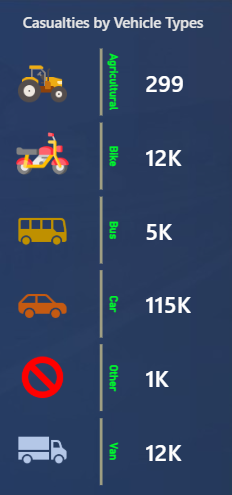 Casualties by Vehicle Types
Agricultural
299
Bike
12K
Bus
5K
Car
115K
Other
1K
Van
12K